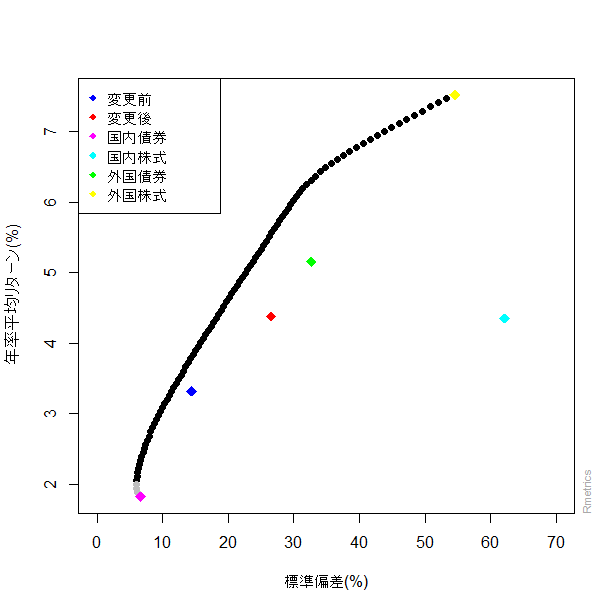 変更前
変更後
国内債券
国内株式
外国債券
外国株式
7
6
5
4
3
2
年率平均リターン(%)
0 10 20 30 40 50 60 70
標準偏差(%)
Rmetrics